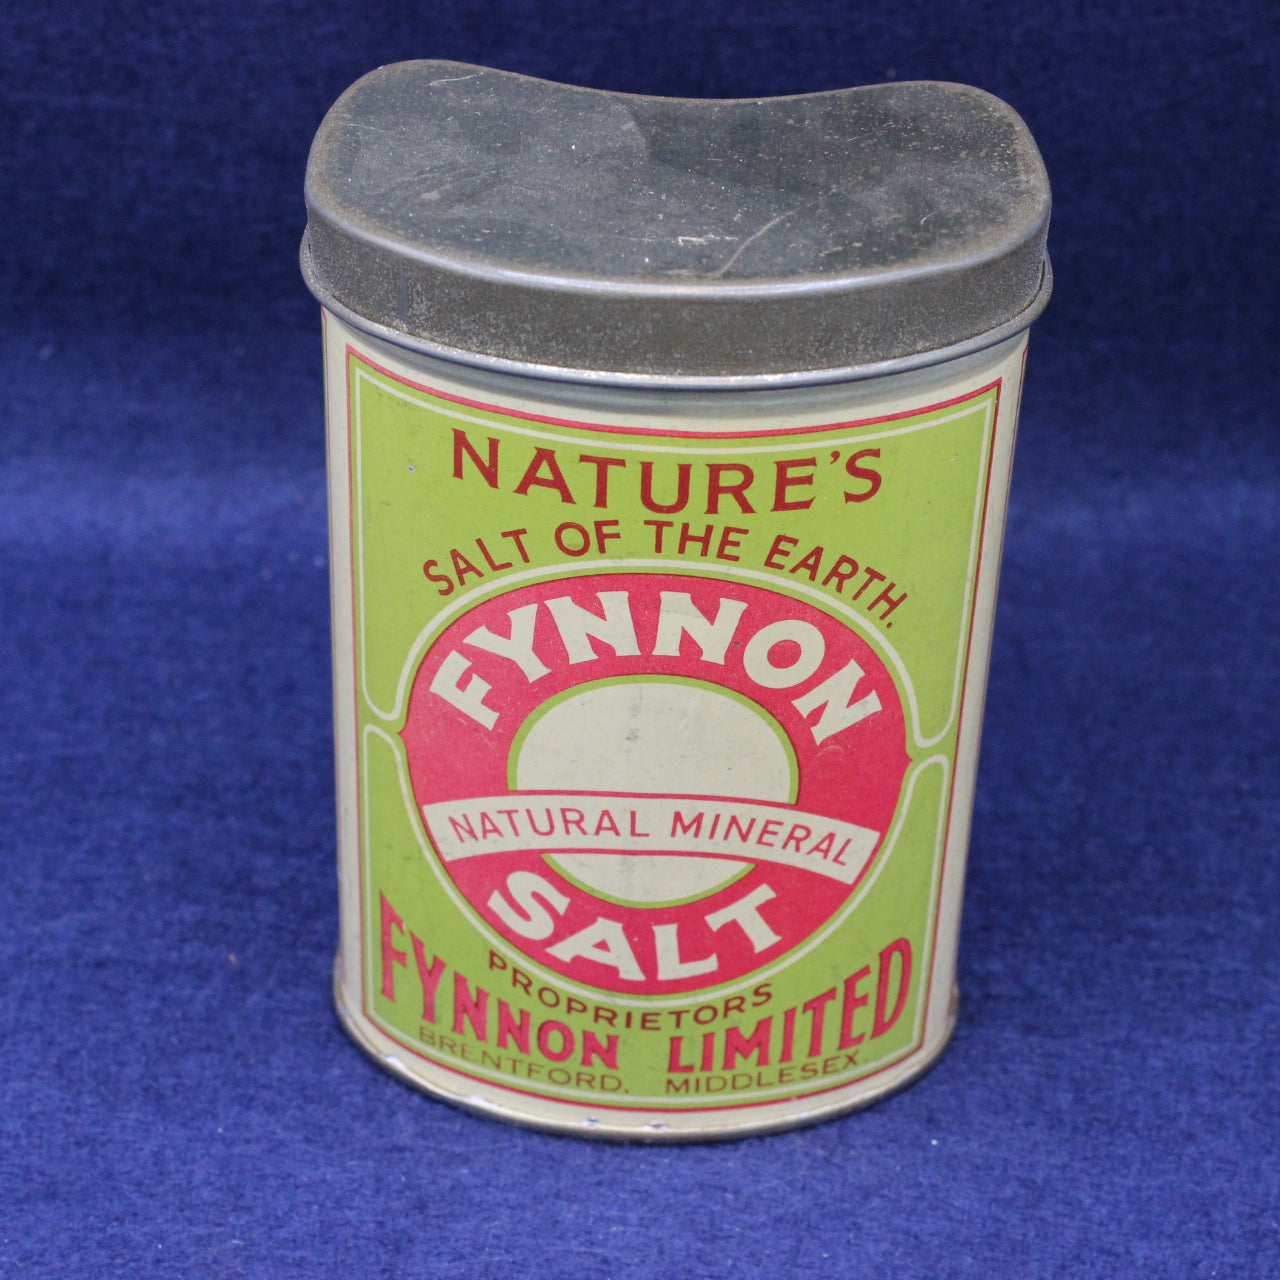 NATURE'S
SALT OF THE EARTH.
FYNNON
NATURAL MINERAL
SALT
PROPRIETORS
FYNNON LIMITED
BRENTFORD. MIDDLESEX.